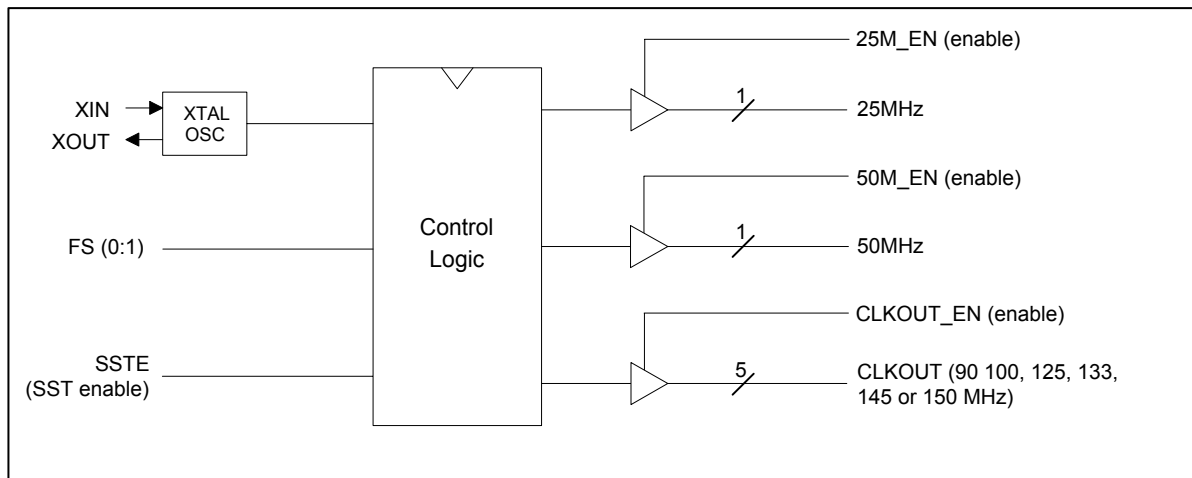 25M_EN (enable)
XIN
XTAL
OSC
XOUT
1
25MHz
50M_EN (enable)
Control
Logic
FS (0:1)
1
50MHz
CLKOUT_EN (enable)
SSTE
(SST enable)
5
CLKOUT (90 100, 125, 133,
145 or 150 MHz)